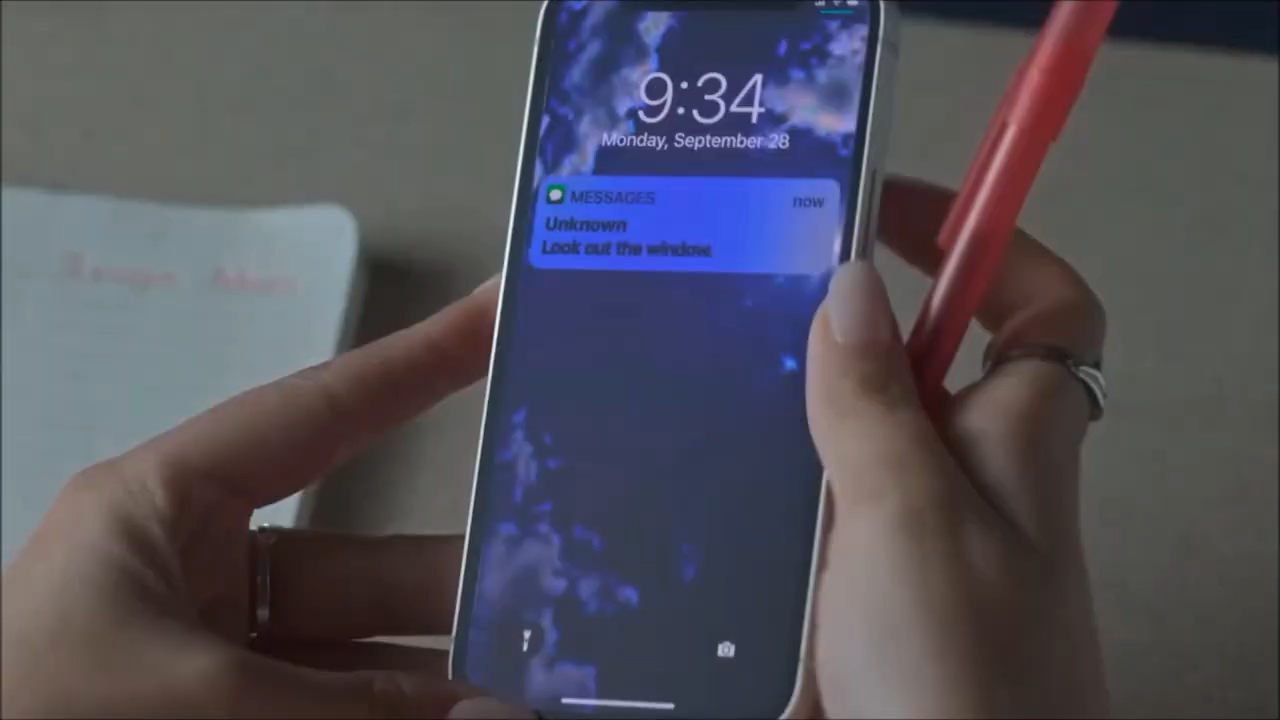 9:34
Monday, September 28
MESSAGES now
Unknown
Look out the window.